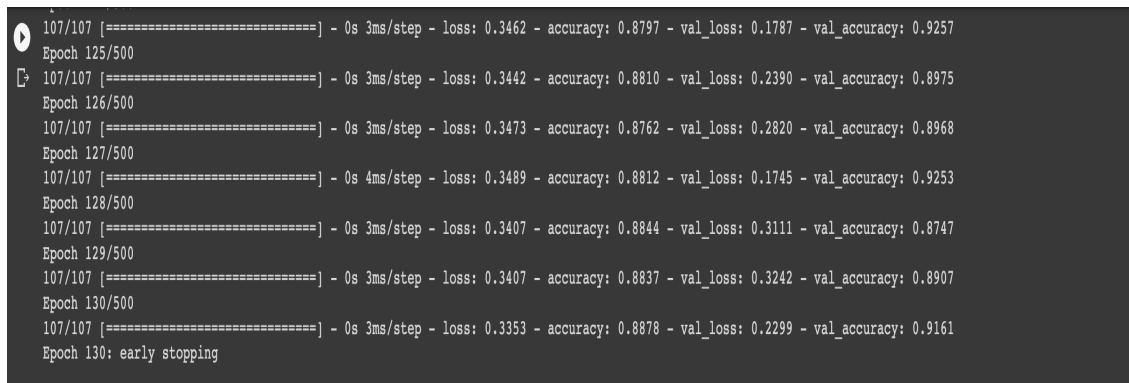 107/107 [==============================] - 0s 3ms/step - loss: 0.3462 - accuracy: 0.8797 - val_loss: 0.1787 - val_accuracy: 0.9257
Epoch 125/500
107/107 [==============================] - 0s 3ms/step - loss: 0.3442 - accuracy: 0.8810 - val_loss: 0.2390 - val_accuracy: 0.8975
Epoch 126/500
107/107 [==============================] - 0s 3ms/step - loss: 0.3473 - accuracy: 0.8762 - val_loss: 0.2820 - val_accuracy: 0.8968
Epoch 127/500
107/107 [==============================] - 0s 4ms/step - loss: 0.3489 - accuracy: 0.8812 - val_loss: 0.1745 - val_accuracy: 0.9253
Epoch 128/500
107/107 [==============================] - 0s 3ms/step - loss: 0.3407 - accuracy: 0.8844 - val_loss: 0.3111 - val_accuracy: 0.8747
Epoch 129/500
107/107 [==============================] - 0s 3ms/step - loss: 0.3407 - accuracy: 0.8837 - val_loss: 0.3242 - val_accuracy: 0.8907
Epoch 130/500
107/107 [==============================] - 0s 3ms/step - loss: 0.3353 - accuracy: 0.8878 - val_loss: 0.2299 - val_accuracy: 0.9161
Epoch 130: early stopping